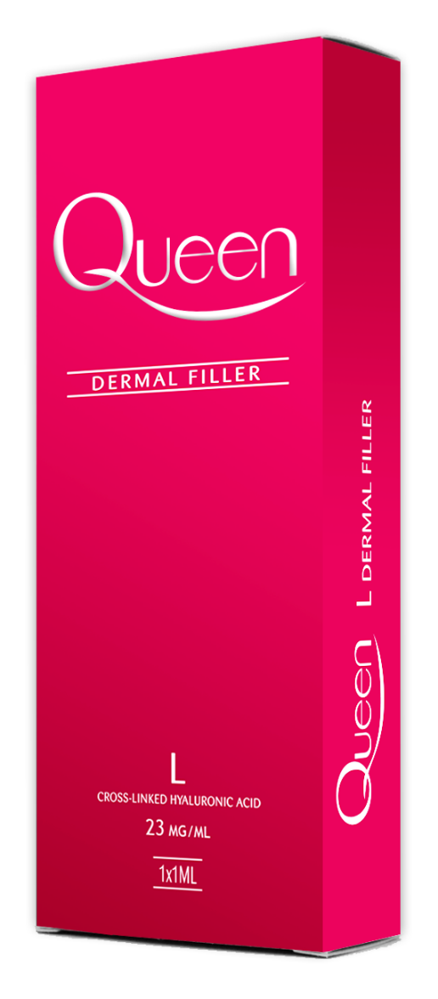 Queen
DERMAL FILLER
L
CROSS-LINKED HYALURONIC ACID
23 MG/ML
1x1ML
Queen L DERMAL FILLER